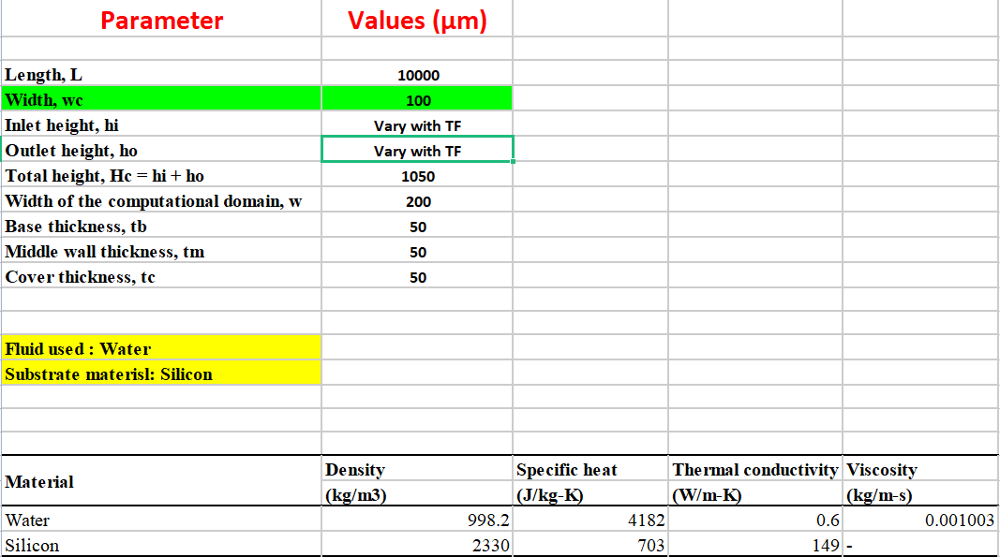 Parameter Values (µm)
Length, L 10000
Width, wc 100
Inlet height, hi Vary with TF
Outlet height, ho Vary with TF
Total height, Hc = hi + ho 1050
Width of the computational domain, w 200
Base thickness, tb 50
Middle wall thickness, tm 50
Cover thickness, tc 50
Fluid used : Water
Substrate materisl: Silicon
Material Density Specific heat Thermal conductivity Viscosity
(kg/m3) (J/kg-K) (W/m-K) (kg/m-s)
Water 998.2 4182 0.6 0.001003
Silicon 2330 703 149 -